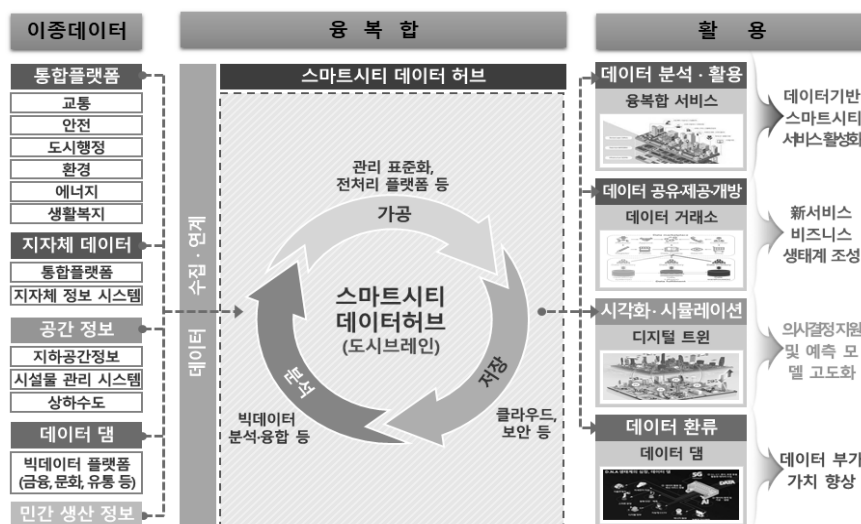 이종데이터
융 복 합
활 용
통합플랫폼
교통
안전
도시행정
환경
에너지
생활복지
지자체 데이터
통합플랫폼
지자체 정보 시스템
공간 정보
지하공간정보
시설물 관리 시스템
상하수도
데이터 댐
빅데이터 플랫폼
(금융, 문화, 유통 등)
민간 생산 정보
데이터 수집·연계
스마트시티 데이터 허브
관리 표준화,
전처리 플랫폼 등
가공
스마트시티
데이터허브
(도시브레인)
분석
저장
빅데이터
분석·융합 등
클라우드,
보안 등
데이터 분석·활용
융복합 서비스
데이터기반
스마트시티
서비스활성화
데이터 공유·제공·개방
데이터 거래소
新서비스
비즈니스
생태계 조성
시각화·시뮬레이션
디지털 트윈
의사결정지원
및 예측 모
델 고도화
데이터 환류
데이터 댐
데이터 부가
가치 향상